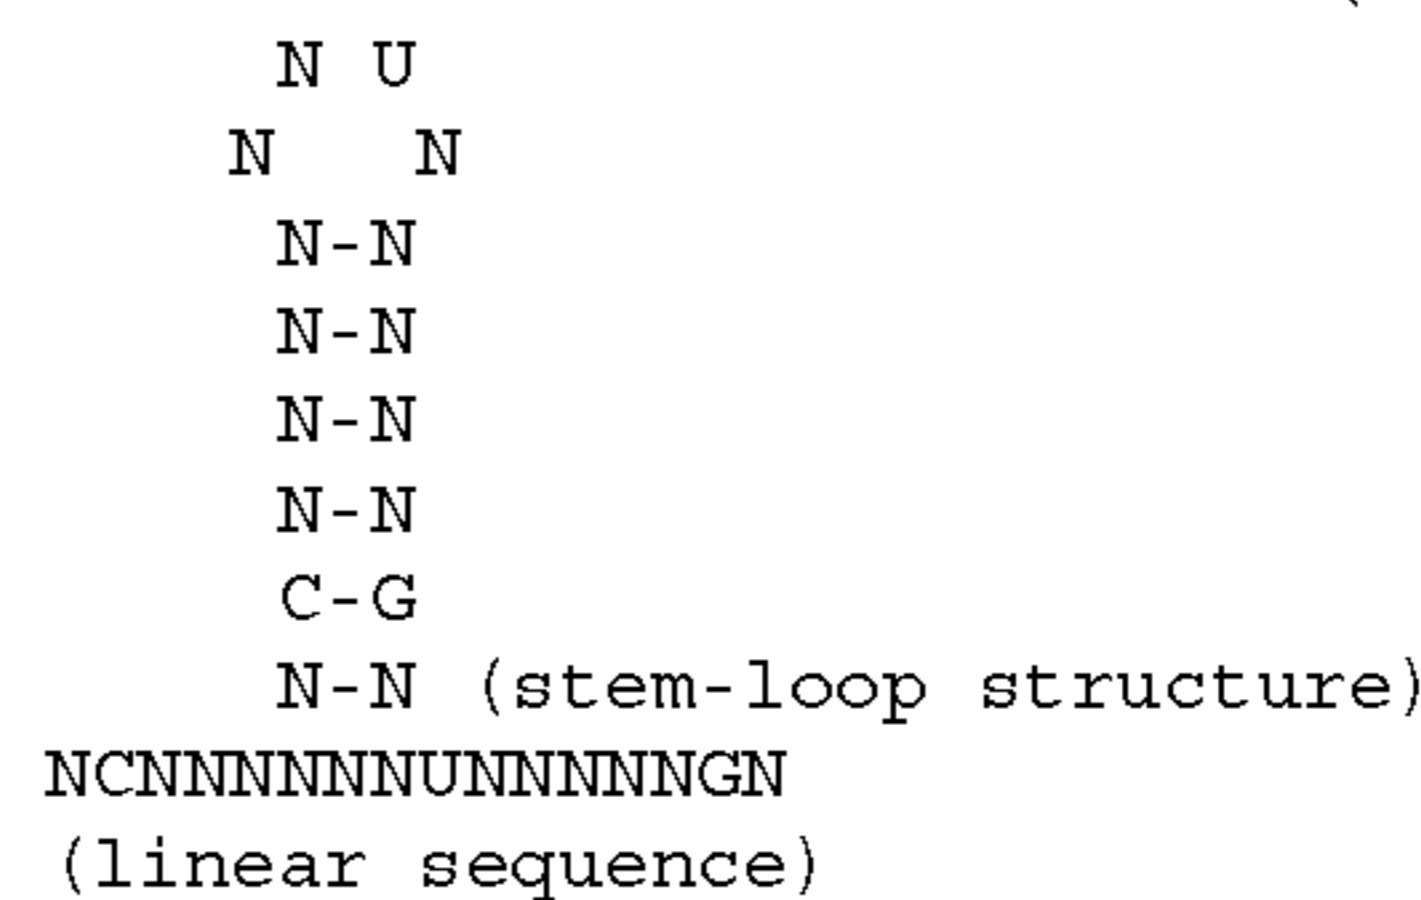 N U
N N
N-N
N-N
N-N
N-N
C-G
N-N (stem-loop structure)
NCNNNNNNUNNNNNGN
(linear sequence)